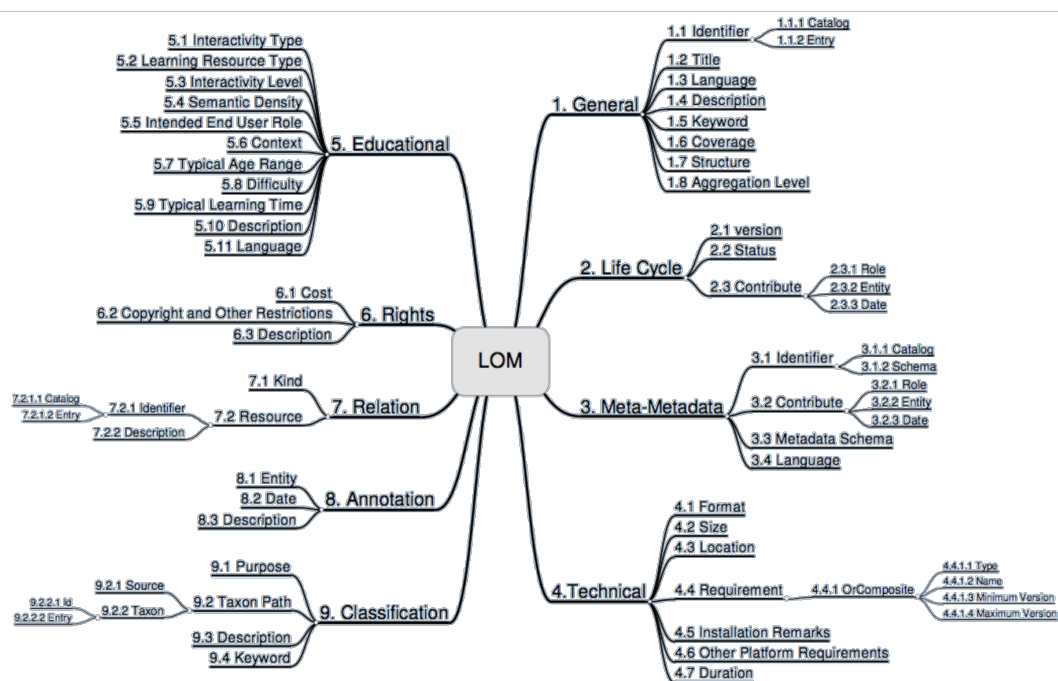 LOM
1. General
1.1 Identifier
1.1.1 Catalog
1.1.2 Entry
1.2 Title
1.3 Language
1.4 Description
1.5 Keyword
1.6 Coverage
1.7 Structure
1.8 Aggregation Level
2. Life Cycle
2.1 version
2.2 Status
2.3 Contribute
2.3.1 Role
2.3.2 Entity
2.3.3 Date
3. Meta-Metadata
3.1 Identifier
3.1.1 Catalog
3.1.2 Schema
3.2 Contribute
3.2.1 Role
3.2.2 Entity
3.2.3 Date
3.3 Metadata Schema
3.4 Language
4.Technical
4.1 Format
4.2 Size
4.3 Location
4.4 Requirement
4.4.1 OrComposite
4.4.1.1 Type
4.4.1.2 Name
4.4.1.3 Minimum Version
4.4.1.4 Maximum Version
4.5 Installation Remarks
4.6 Other Platform Requirements
4.7 Duration
5. Educational
5.1 Interactivity Type
5.2 Learning Resource Type
5.3 Interactivity Level
5.4 Semantic Density
5.5 Intended End User Role
5.6 Context
5.7 Typical Age Range
5.8 Difficulty
5.9 Typical Learning Time
5.10 Description
5.11 Language
6. Rights
6.1 Cost
6.2 Copyright and Other Restrictions
6.3 Description
7. Relation
7.1 Kind
7.2 Resource
7.2.1 Identifier
7.2.1.1 Catalog
7.2.1.2 Entry
7.2.2 Description
8. Annotation
8.1 Entity
8.2 Date
8.3 Description
9. Classification
9.1 Purpose
9.2 Taxon Path
9.2.1 Source
9.2.2 Taxon
9.2.2.1 Id
9.2.2.2 Entry
9.3 Description
9.4 Keyword